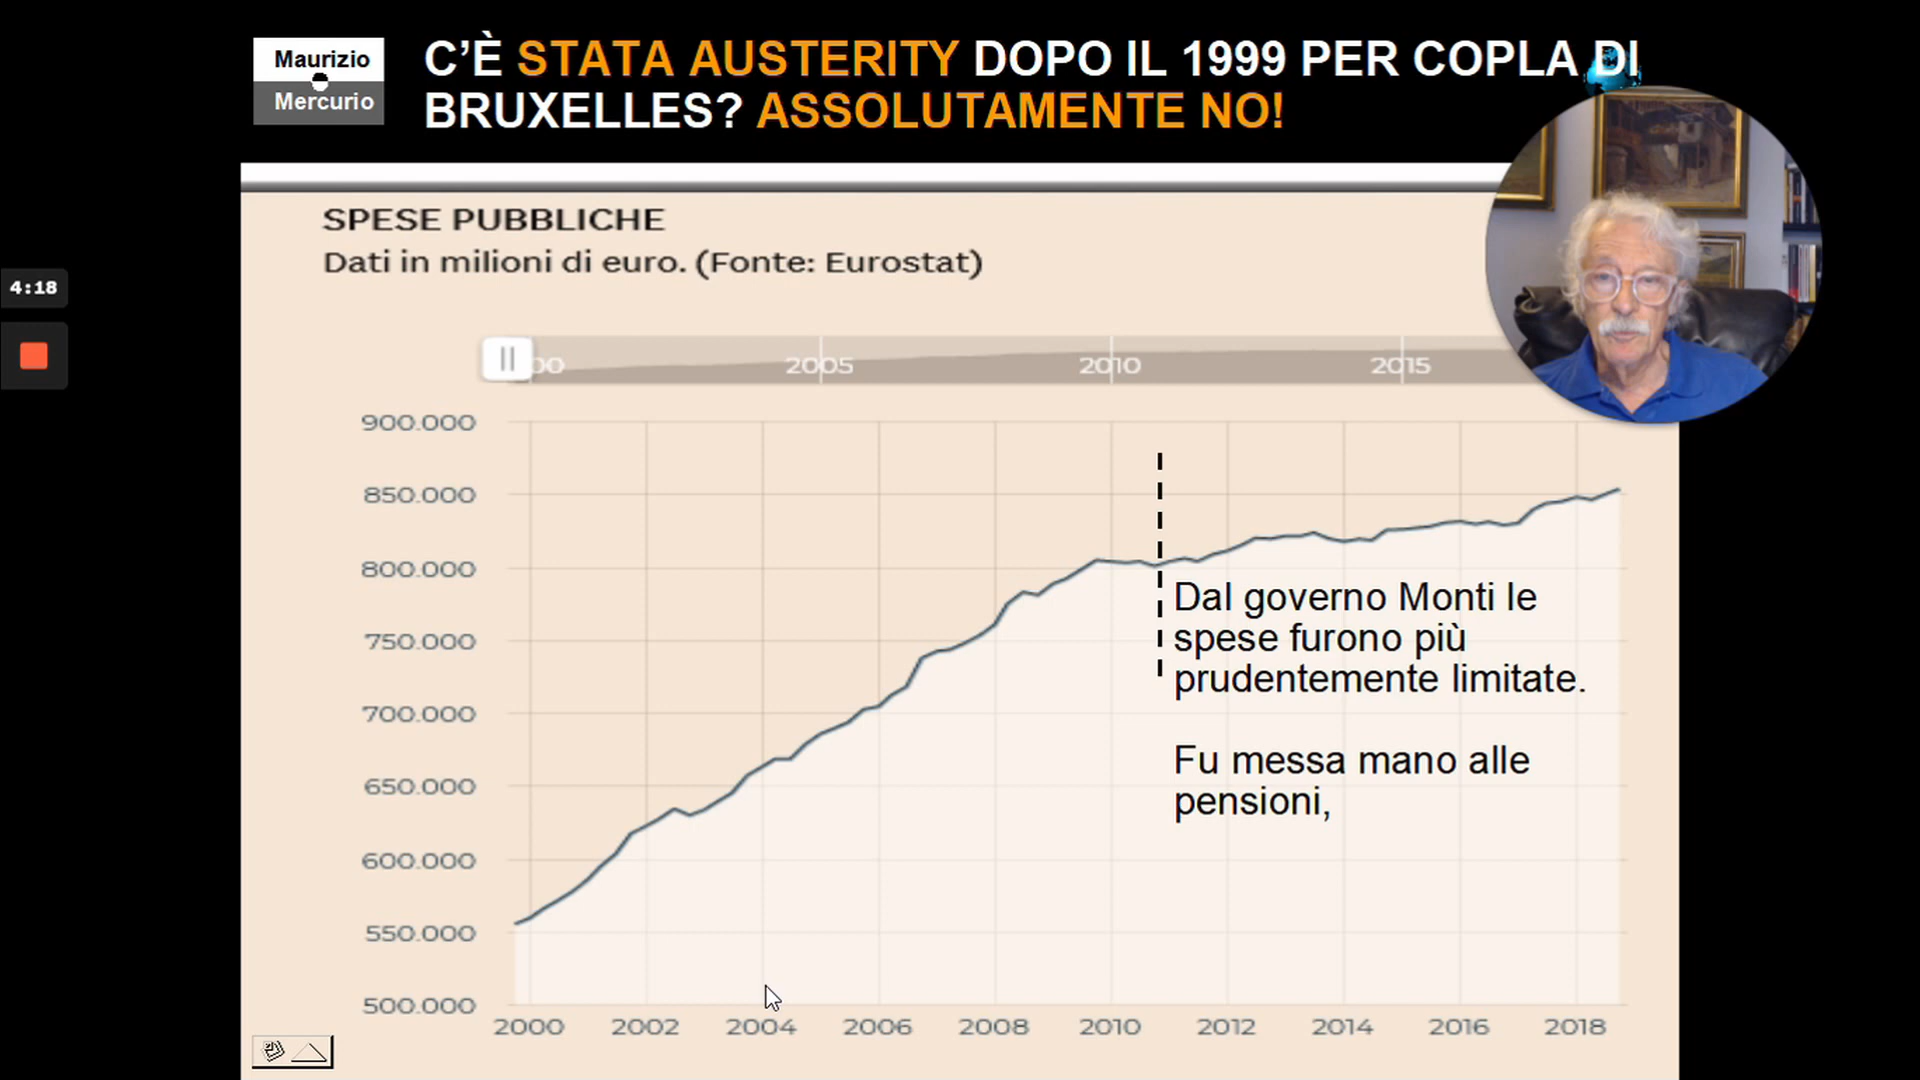 Maurizio
Mercurio
C’È STATA AUSTERITY DOPO IL 1999 PER COPLA DI
BRUXELLES? ASSOLUTAMENTE NO!
SPESE PUBBLICHE
Dati in milioni di euro. (Fonte: Eurostat)
4:18
00 2005 2010 2015
900.000
850.000
800.000
750.000
700.000
650.000
600.000
550.000
500.000
Dal governo Monti le
spese furono più
prudentemente limitate.
Fu messa mano alle
pensioni,
2000 2002 2004 2006 2008 2010 2012 2014 2016 2018